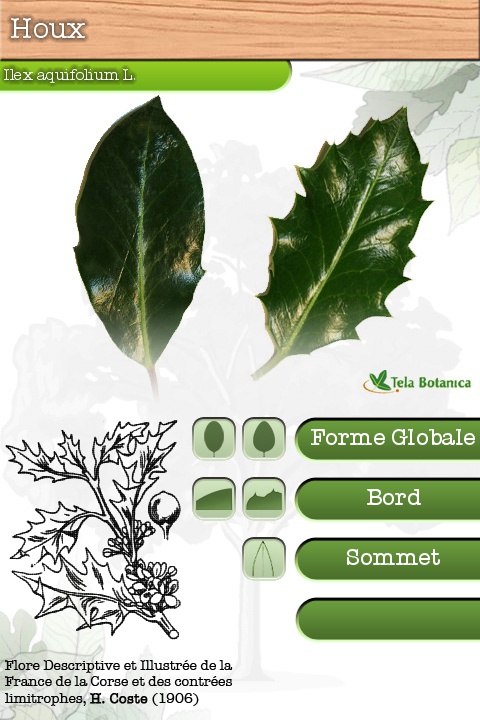 Houx
Ilex aquifolium L.
Tela Botanica
Forme Globale
Bord
Sommet
Flore Descriptive et Illustrée de la
France de la Corse et des contrées
limitrophes, H. Coste (1906)